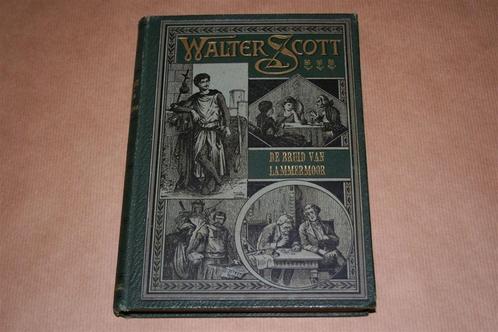 WALTER SCOTT
DE BRUID VAN
LAMMERMOOR